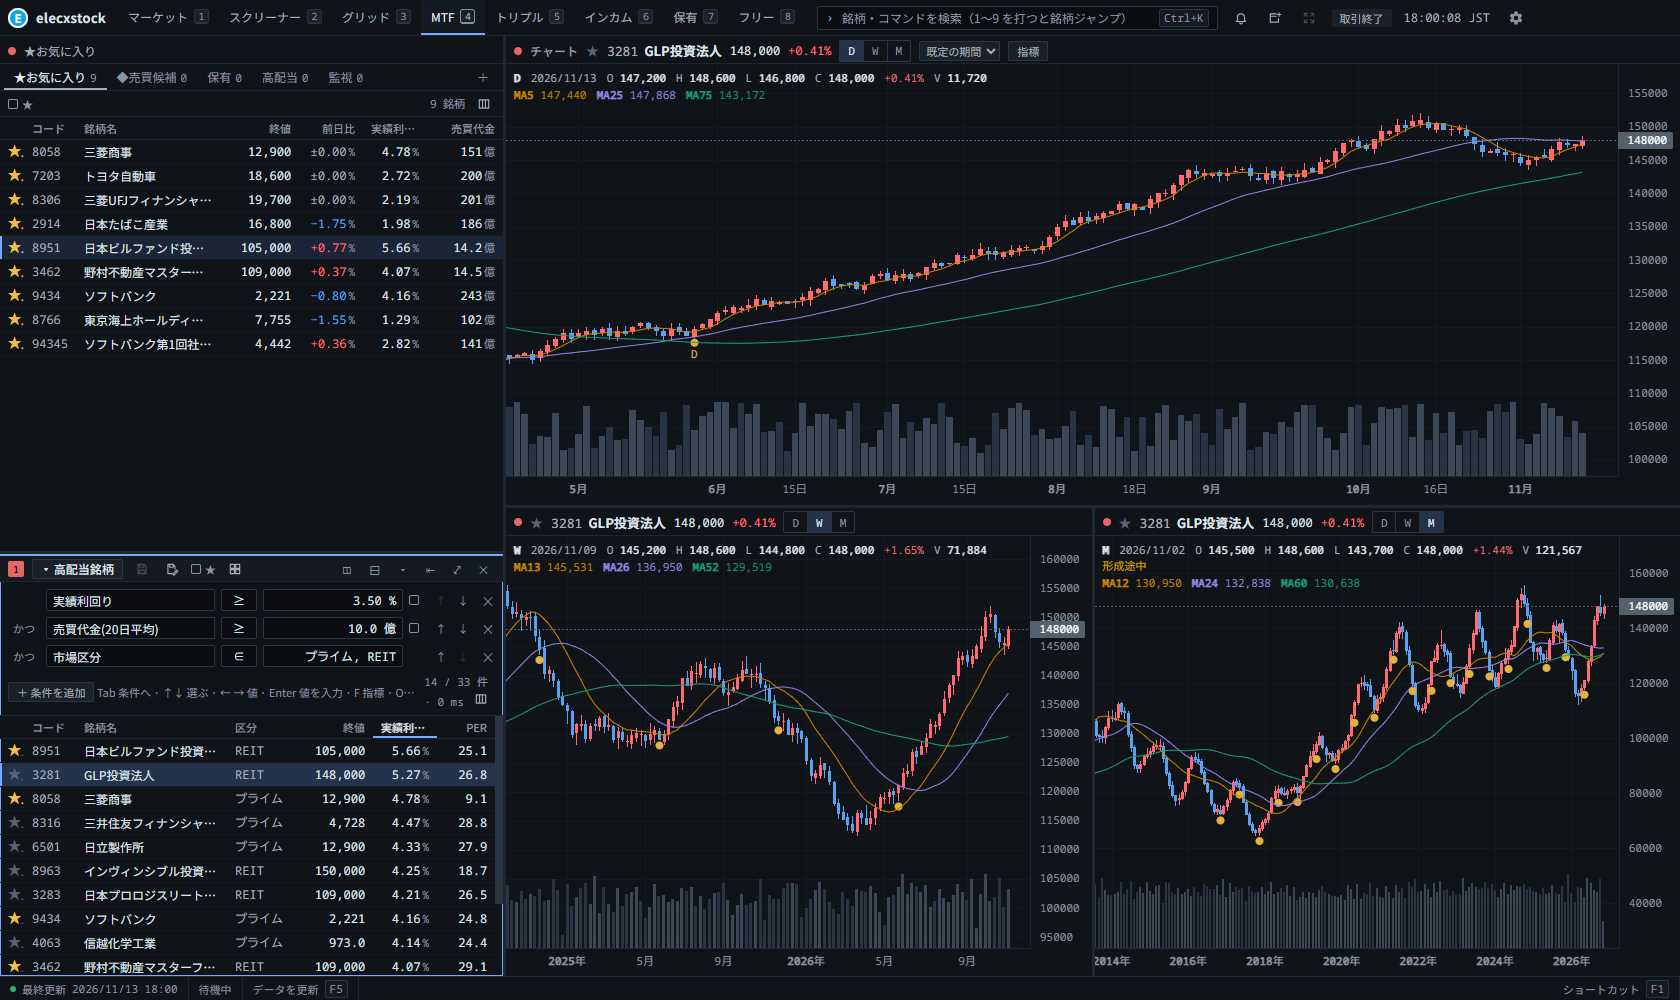 elecxstock マーケット 1 スクリーナー 2 グリッド 3 MTF 4 トリプル 5 インカム 6 保有 7 フリー 8 › 銘柄・コマンドを検索（1〜9 を打つと銘柄ジャンプ） Ctrl+K 取引終了 18:00:08 JST
★お気に入り
★お気に入り 9 ◆売買候補 0 保有 0 高配当 0 監視 0 ＋
★ 9 銘柄
コード 銘柄名 終値 前日比 実績利… 売買代金
8058 三菱商事 12,900 ±0.00% 4.78% 151億
7203 トヨタ自動車 18,600 ±0.00% 2.72% 200億
8306 三菱UFJフィナンシャ… 19,700 ±0.00% 2.19% 201億
2914 日本たばこ産業 16,800 −1.75% 1.98% 186億
8951 日本ビルファンド投… 105,000 +0.77% 5.66% 14.2億
3462 野村不動産マスター… 109,000 +0.37% 4.07% 14.5億
9434 ソフトバンク 2,221 −0.80% 4.16% 243億
8766 東京海上ホールディ… 7,755 −1.55% 1.29% 102億
94345 ソフトバンク第1回社… 4,442 +0.36% 2.82% 141億
1 高配当銘柄
実績利回り ≥ 3.50 % ↑ ↓ ×
かつ 売買代金(20日平均) ≥ 10.0 億 ↑ ↓ ×
かつ 市場区分 ∈ プライム, REIT ↑ ↓ ×
＋条件を追加 Tab 条件へ · ↑↓ 選ぶ · ←→ 値 · Enter 値を入力 · F 指標 · O… 14 / 33 件
· 0 ms
コード 銘柄名 区分 終値 実績利… PER
8951 日本ビルファンド投資… REIT 105,000 5.66% 25.1
3281 GLP投資法人 REIT 148,000 5.27% 26.8
8058 三菱商事 プライム 12,900 4.78% 9.1
8316 三井住友フィナンシャ… プライム 4,728 4.47% 28.8
6501 日立製作所 プライム 12,900 4.33% 27.9
8963 インヴィンシブル投資… REIT 150,000 4.25% 18.7
3283 日本プロロジスリート… REIT 109,000 4.21% 26.5
9434 ソフトバンク プライム 2,221 4.16% 24.8
4063 信越化学工業 プライム 973.0 4.14% 24.4
3462 野村不動産マスターフ… REIT 109,000 4.07% 29.1
チャート ★ 3281 GLP投資法人 148,000 +0.41% D W M 既定の期間 指標
D 2026/11/13 O 147,200 H 148,600 L 146,800 C 148,000 +0.41% V 11,720
MA5 147,440 MA25 147,868 MA75 143,172
155000
150000
148000
145000
140000
135000
130000
125000
120000
115000
110000
105000
100000
D
5月 6月 15日 7月 15日 8月 18日 9月 10月 16日 11月
★ 3281 GLP投資法人 148,000 +0.41% D W M
W 2026/11/09 O 145,200 H 148,600 L 144,800 C 148,000 +1.65% V 71,884
MA13 145,531 MA26 136,950 MA52 129,519
160000
155000
150000
148000
145000
140000
135000
130000
125000
120000
115000
110000
105000
100000
95000
2025年 5月 9月 2026年 5月 9月
★ 3281 GLP投資法人 148,000 +0.41% D W M
M 2026/11/02 O 145,500 H 148,600 L 143,700 C 148,000 +1.44% V 121,567
形成途中
MA12 130,950 MA24 132,838 MA60 130,638
160000
148000
140000
120000
100000
80000
60000
40000
2014年 2016年 2018年 2020年 2022年 2024年 2026年
最終更新 2026/11/13 18:00 待機中 データを更新 F5 ショートカット F1